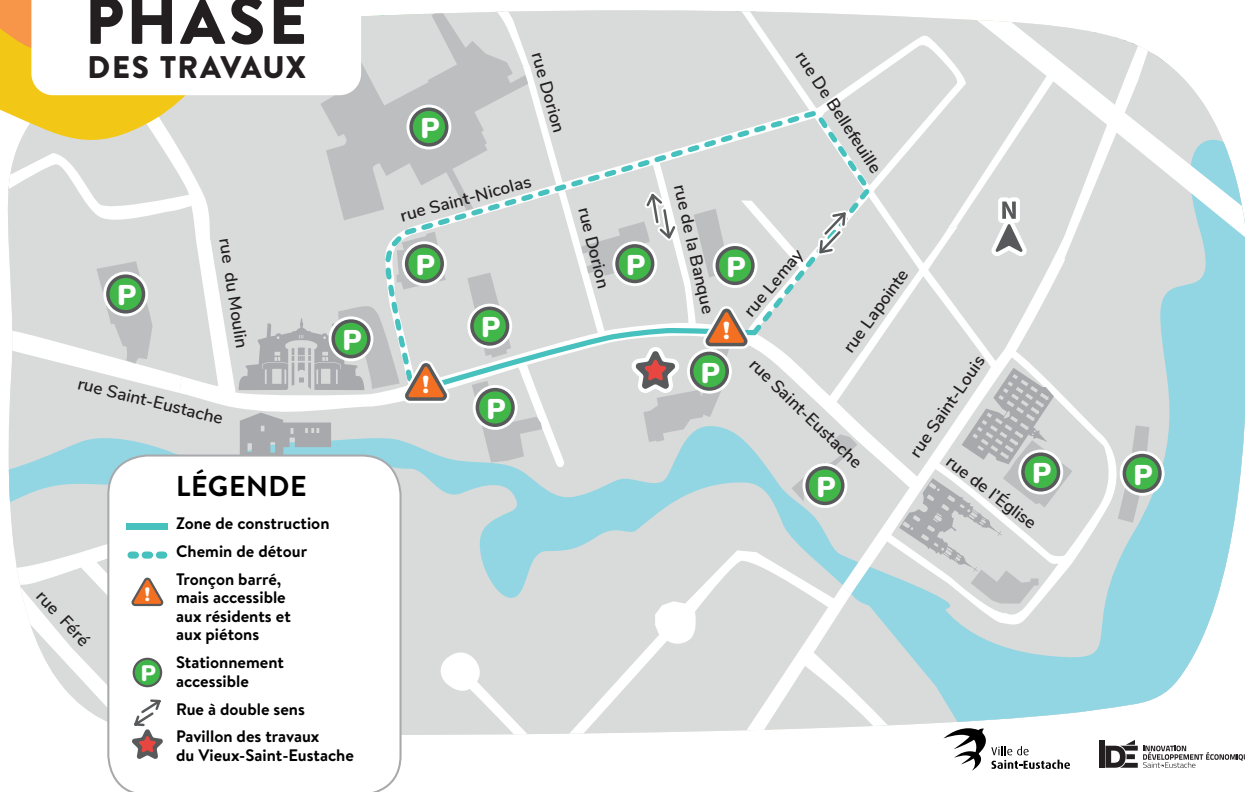 PHASE
DES TRAVAUX
rue Dorion
rue De Bellefeuille
P
rue Saint-Nicolas
rue de la Banque
rue Dorion
N
rue du Moulin
P
P
P
P
rue Lemay
rue Lapointe
P
P
!
rue Saint-Eustache
!
P
P
rue Saint-Eustache
rue Saint-Louis
P
rue de l'Église
P
P
P
rue Féré
LÉGENDE
Zone de construction
Chemin de détour
!
Tronçon barré,
mais accessible
aux résidents et
aux piétons
P
Stationnement
accessible
Rue à double sens
Pavillon des travaux
du Vieux-Saint-Eustache
Ville de
Saint-Eustache
IDÉ
INNOVATION
DÉVELOPPEMENT ÉCONOMIQUE
Saint-Eustache